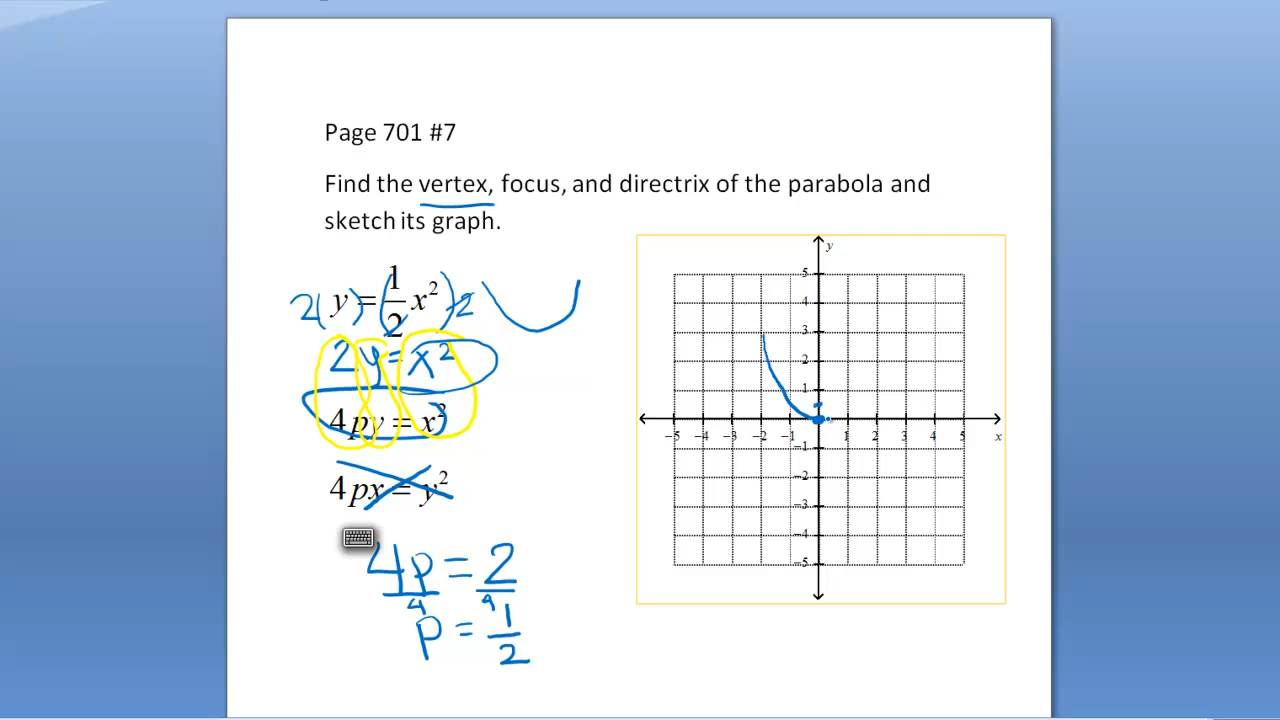 Page 701 #7
Find the vertex, focus, and directrix of the parabola and
sketch its graph.
2(y) = (1/2 x²)2
2y = x²
4py = x²
4px = y²
4p = 2
4 4
p = 1/2
y
5
4
3
2
1
−5 −4 −3 −2 −1 1 2 3 4 5 x
−1
−2
−3
−4
−5